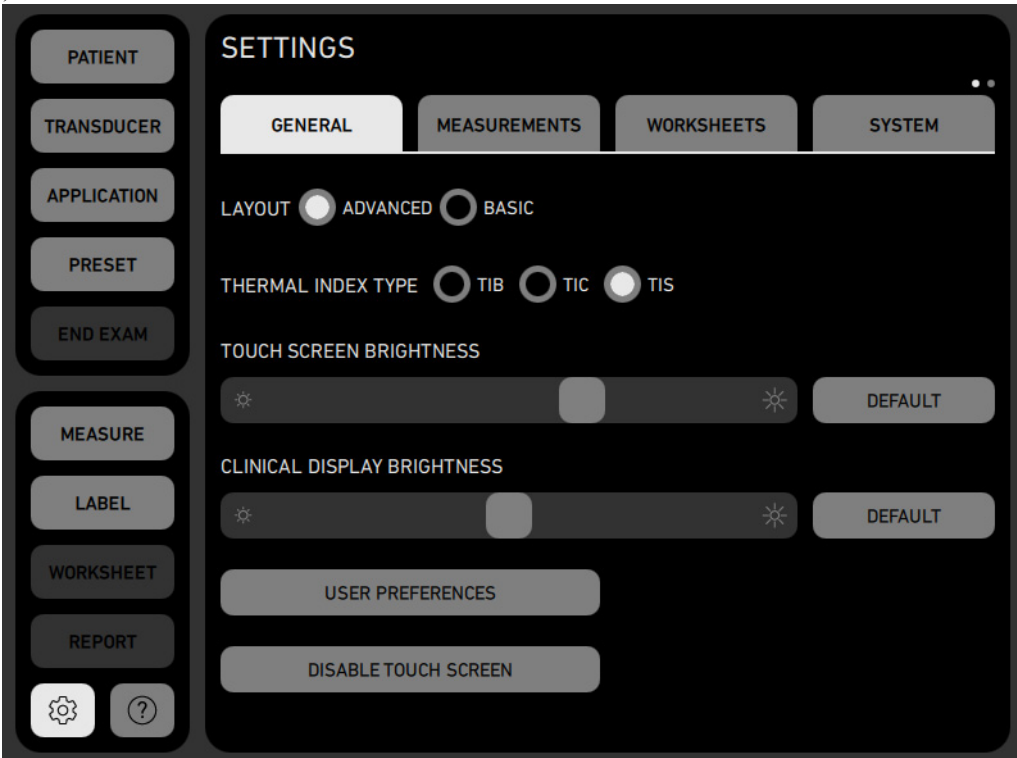 PATIENT
TRANSDUCER
APPLICATION
PRESET
END EXAM
MEASURE
LABEL
WORKSHEET
REPORT
?
SETTINGS
GENERAL MEASUREMENTS WORKSHEETS SYSTEM
LAYOUT ADVANCED BASIC
THERMAL INDEX TYPE TIB TIC TIS
TOUCH SCREEN BRIGHTNESS
DEFAULT
CLINICAL DISPLAY BRIGHTNESS
DEFAULT
USER PREFERENCES
DISABLE TOUCH SCREEN